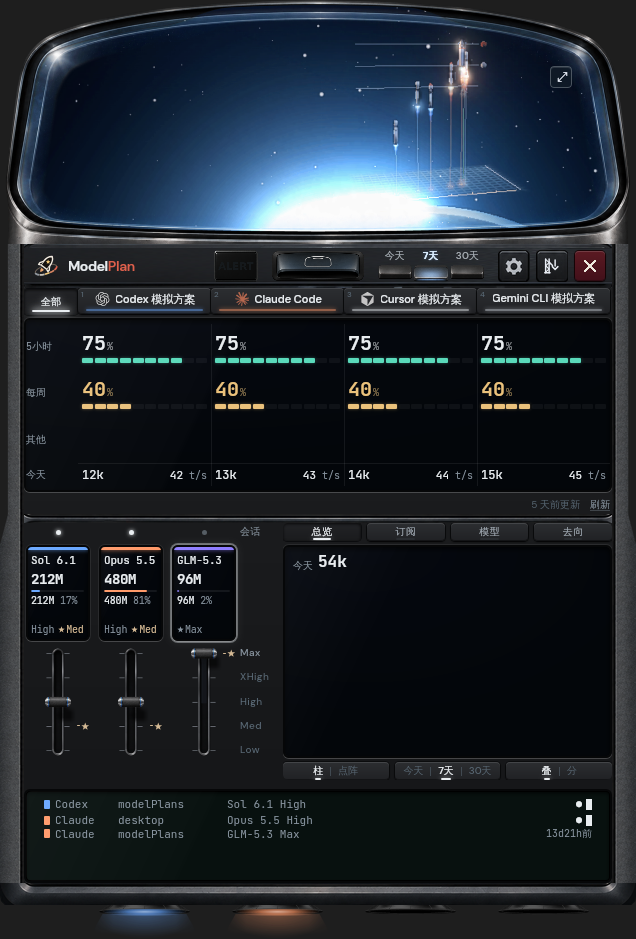 今天 7天 30天
ModelPlan ALERT
全部 1 Codex 模拟方案 2 Claude Code 3 Cursor 模拟方案 4 Gemini CLI 模拟方案
5小时 75% 75% 75% 75%
每周 40% 40% 40% 40%
其他
今天 12k 42 t/s 13k 43 t/s 14k 44 t/s 15k 45 t/s
5 天前更新 刷新
会话 总览 订阅 模型 去向
Sol 6.1 Opus 5.5 GLM-5.3
212M 480M 96M
212M 17% 480M 81% 96M 2%
High ★Med High ★Med ★Max
今天 54k
-★ Max
XHigh
High
-★ -★ Med
Low
柱 | 点阵 今天 | 7天 | 30天 叠 | 分
Codex modelPlans Sol 6.1 High
Claude desktop Opus 5.5 High
Claude modelPlans GLM-5.3 Max 13d21h前